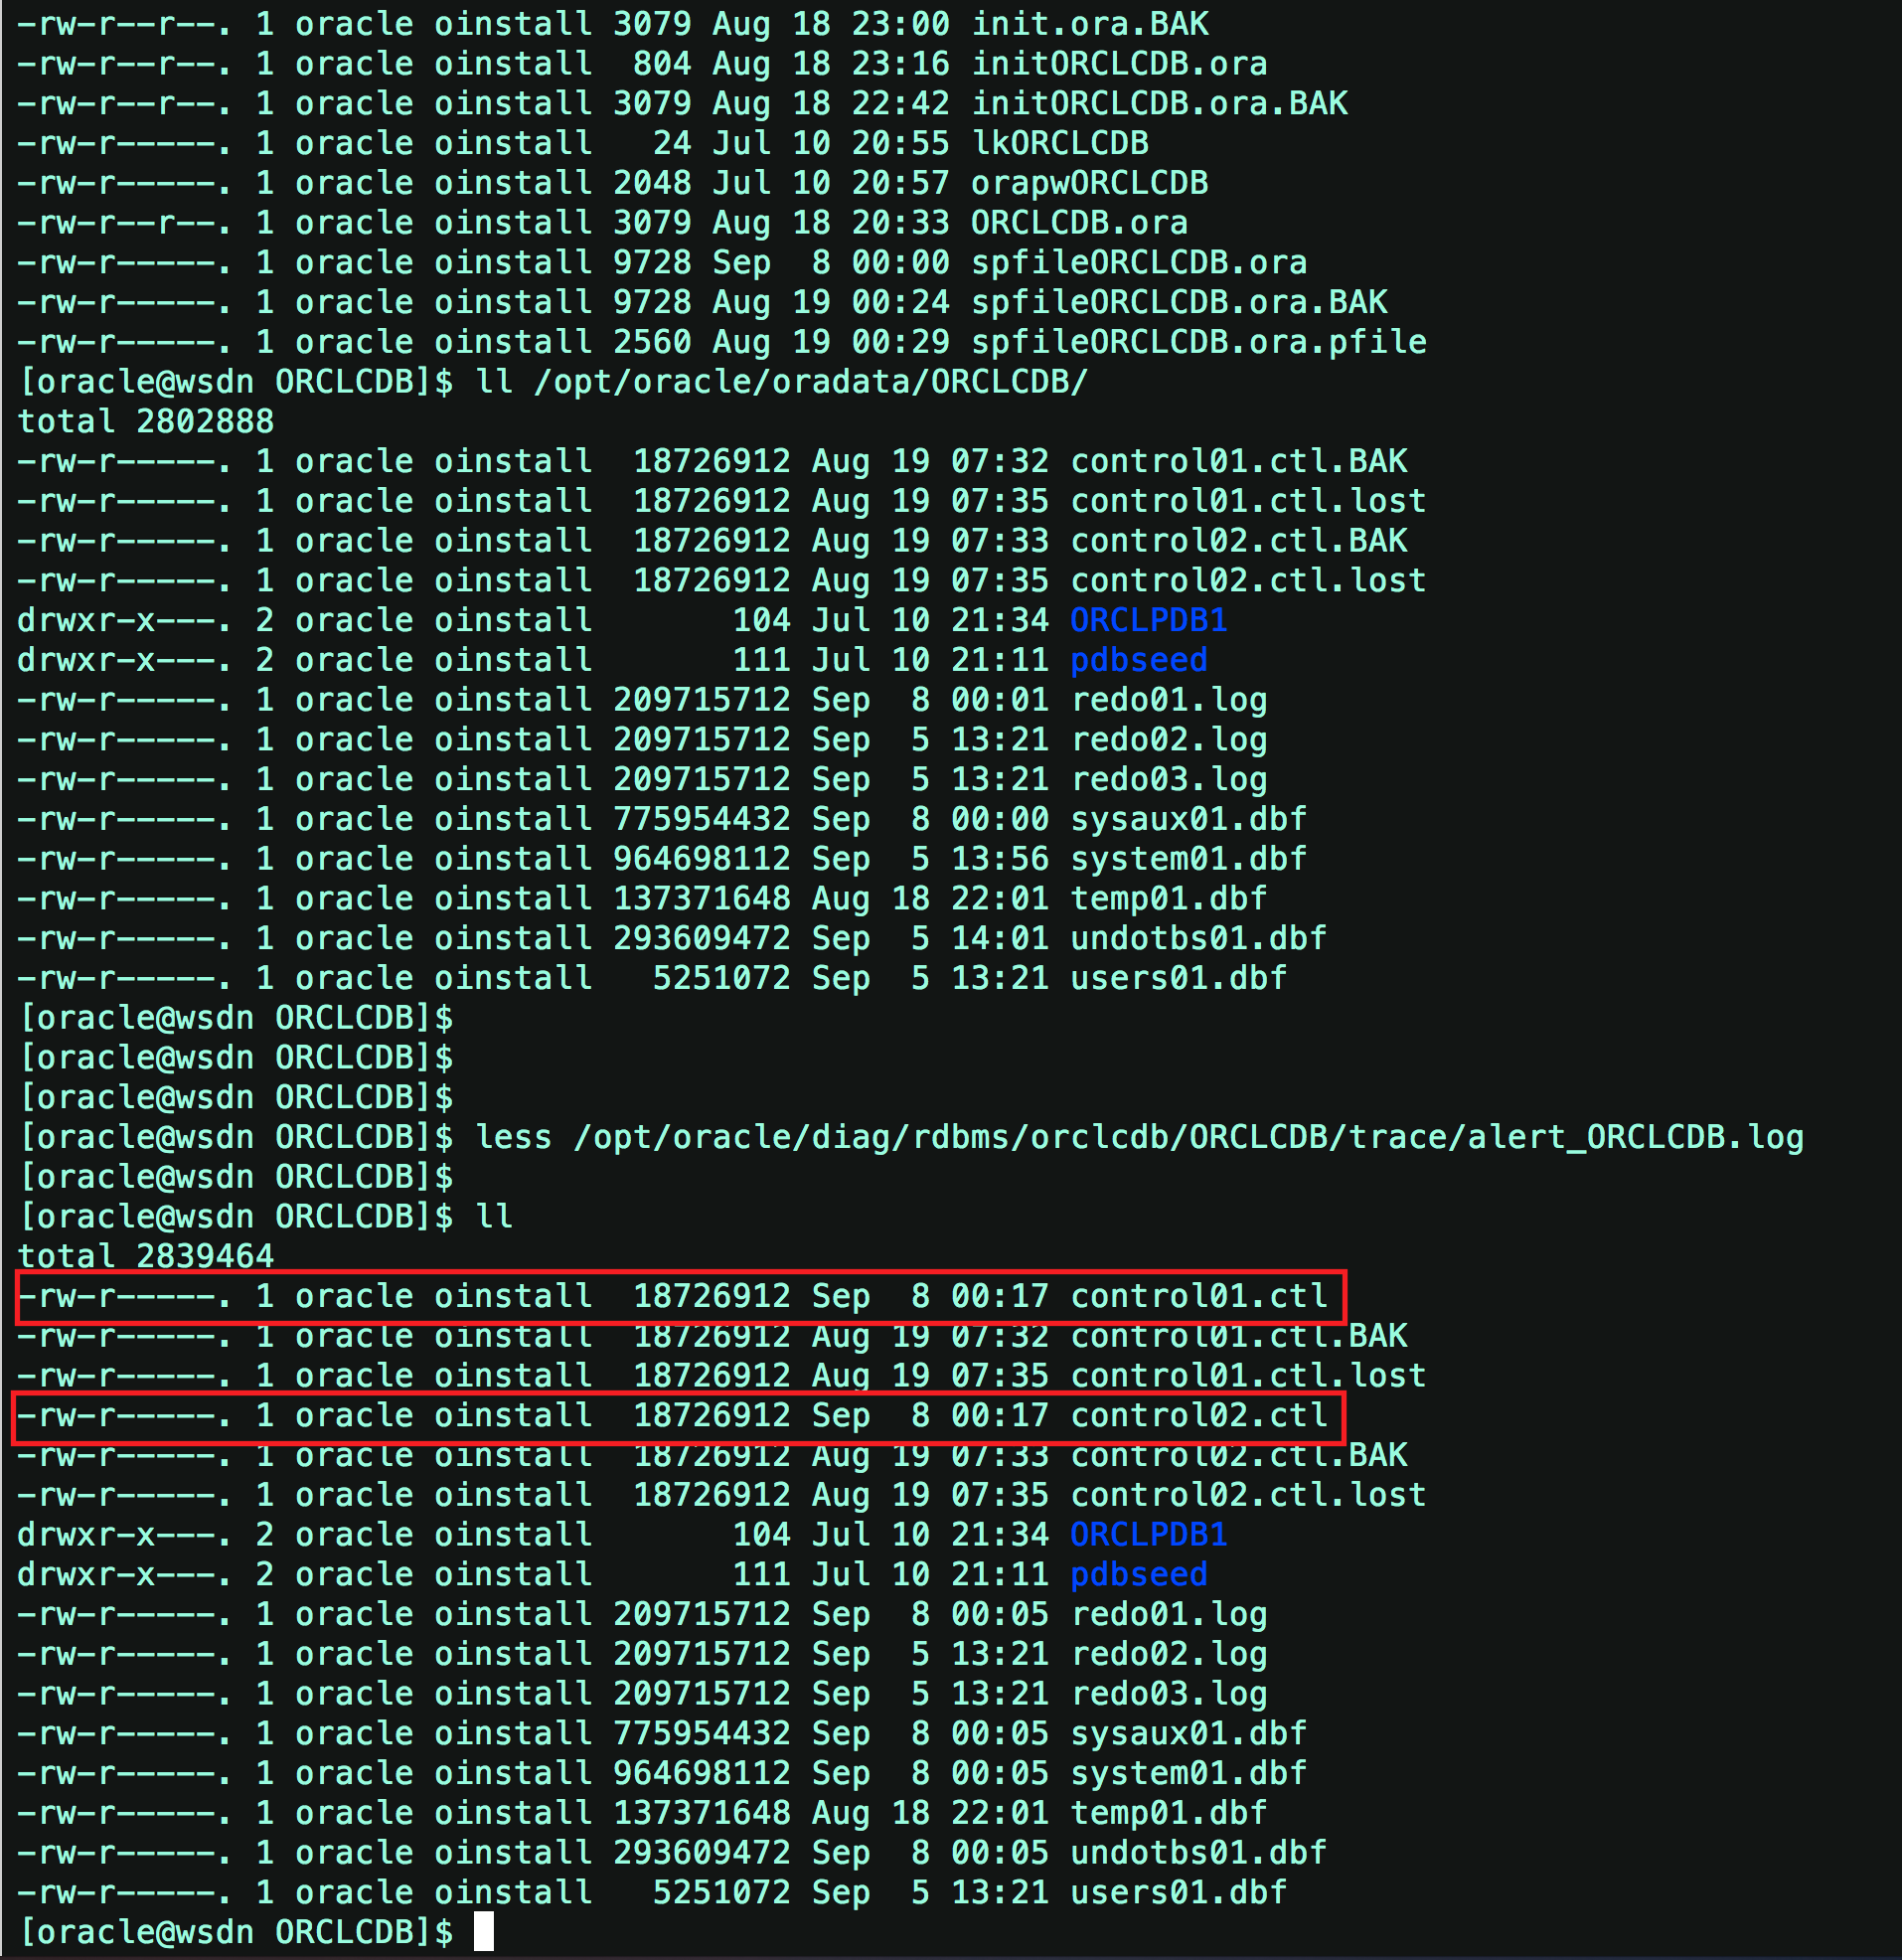 -rw-r--r--. 1 oracle oinstall 3079 Aug 18 23:00 init.ora.BAK
-rw-r--r--. 1 oracle oinstall  804 Aug 18 23:16 initORCLCDB.ora
-rw-r--r--. 1 oracle oinstall 3079 Aug 18 22:42 initORCLCDB.ora.BAK
-rw-r-----. 1 oracle oinstall   24 Jul 10 20:55 lkORCLCDB
-rw-r-----. 1 oracle oinstall 2048 Jul 10 20:57 orapwORCLCDB
-rw-r--r--. 1 oracle oinstall 3079 Aug 18 20:33 ORCLCDB.ora
-rw-r-----. 1 oracle oinstall 9728 Sep  8 00:00 spfileORCLCDB.ora
-rw-r-----. 1 oracle oinstall 9728 Aug 19 00:24 spfileORCLCDB.ora.BAK
-rw-r-----. 1 oracle oinstall 2560 Aug 19 00:29 spfileORCLCDB.ora.pfile
[oracle@wsdn ORCLCDB]$ ll /opt/oracle/oradata/ORCLCDB/
total 2802888
-rw-r-----. 1 oracle oinstall  18726912 Aug 19 07:32 control01.ctl.BAK
-rw-r-----. 1 oracle oinstall  18726912 Aug 19 07:35 control01.ctl.lost
-rw-r-----. 1 oracle oinstall  18726912 Aug 19 07:33 control02.ctl.BAK
-rw-r-----. 1 oracle oinstall  18726912 Aug 19 07:35 control02.ctl.lost
drwxr-x---. 2 oracle oinstall       104 Jul 10 21:34 ORCLPDB1
drwxr-x---. 2 oracle oinstall       111 Jul 10 21:11 pdbseed
-rw-r-----. 1 oracle oinstall 209715712 Sep  8 00:01 redo01.log
-rw-r-----. 1 oracle oinstall 209715712 Sep  5 13:21 redo02.log
-rw-r-----. 1 oracle oinstall 209715712 Sep  5 13:21 redo03.log
-rw-r-----. 1 oracle oinstall 775954432 Sep  8 00:00 sysaux01.dbf
-rw-r-----. 1 oracle oinstall 964698112 Sep  5 13:56 system01.dbf
-rw-r-----. 1 oracle oinstall 137371648 Aug 18 22:01 temp01.dbf
-rw-r-----. 1 oracle oinstall 293609472 Sep  5 14:01 undotbs01.dbf
-rw-r-----. 1 oracle oinstall   5251072 Sep  5 13:21 users01.dbf
[oracle@wsdn ORCLCDB]$
[oracle@wsdn ORCLCDB]$
[oracle@wsdn ORCLCDB]$
[oracle@wsdn ORCLCDB]$ less /opt/oracle/diag/rdbms/orclcdb/ORCLCDB/trace/alert_ORCLCDB.log
[oracle@wsdn ORCLCDB]$
[oracle@wsdn ORCLCDB]$ ll
total 2839464
-rw-r-----. 1 oracle oinstall  18726912 Sep  8 00:17 control01.ctl
-rw-r-----. 1 oracle oinstall  18726912 Aug 19 07:32 control01.ctl.BAK
-rw-r-----. 1 oracle oinstall  18726912 Aug 19 07:35 control01.ctl.lost
-rw-r-----. 1 oracle oinstall  18726912 Sep  8 00:17 control02.ctl
-rw-r-----. 1 oracle oinstall  18726912 Aug 19 07:33 control02.ctl.BAK
-rw-r-----. 1 oracle oinstall  18726912 Aug 19 07:35 control02.ctl.lost
drwxr-x---. 2 oracle oinstall       104 Jul 10 21:34 ORCLPDB1
drwxr-x---. 2 oracle oinstall       111 Jul 10 21:11 pdbseed
-rw-r-----. 1 oracle oinstall 209715712 Sep  8 00:05 redo01.log
-rw-r-----. 1 oracle oinstall 209715712 Sep  5 13:21 redo02.log
-rw-r-----. 1 oracle oinstall 209715712 Sep  5 13:21 redo03.log
-rw-r-----. 1 oracle oinstall 775954432 Sep  8 00:05 sysaux01.dbf
-rw-r-----. 1 oracle oinstall 964698112 Sep  8 00:05 system01.dbf
-rw-r-----. 1 oracle oinstall 137371648 Aug 18 22:01 temp01.dbf
-rw-r-----. 1 oracle oinstall 293609472 Sep  8 00:05 undotbs01.dbf
-rw-r-----. 1 oracle oinstall   5251072 Sep  5 13:21 users01.dbf
[oracle@wsdn ORCLCDB]$